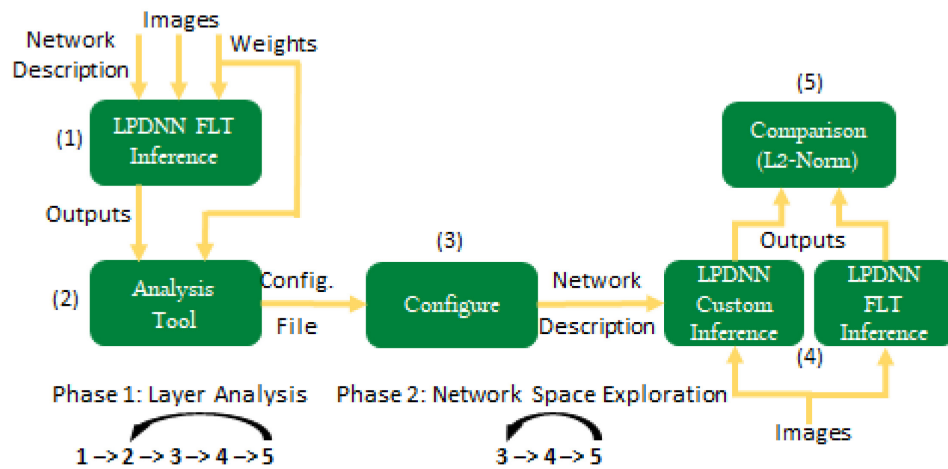 Images
Network
Description
Weights
(1)
LPDNN FLT
Inference
Outputs
(2)
Analysis
Tool
Config.
File
(3)
Configure
Network
Description
(5)
Comparison
(L2-Norm)
Outputs
LPDNN
Custom
Inference
LPDNN
FLT
Inference
(4)
Images
Phase 1: Layer Analysis
1 –> 2 –> 3 –> 4 –> 5
Phase 2: Network Space Exploration
3 –> 4 –> 5